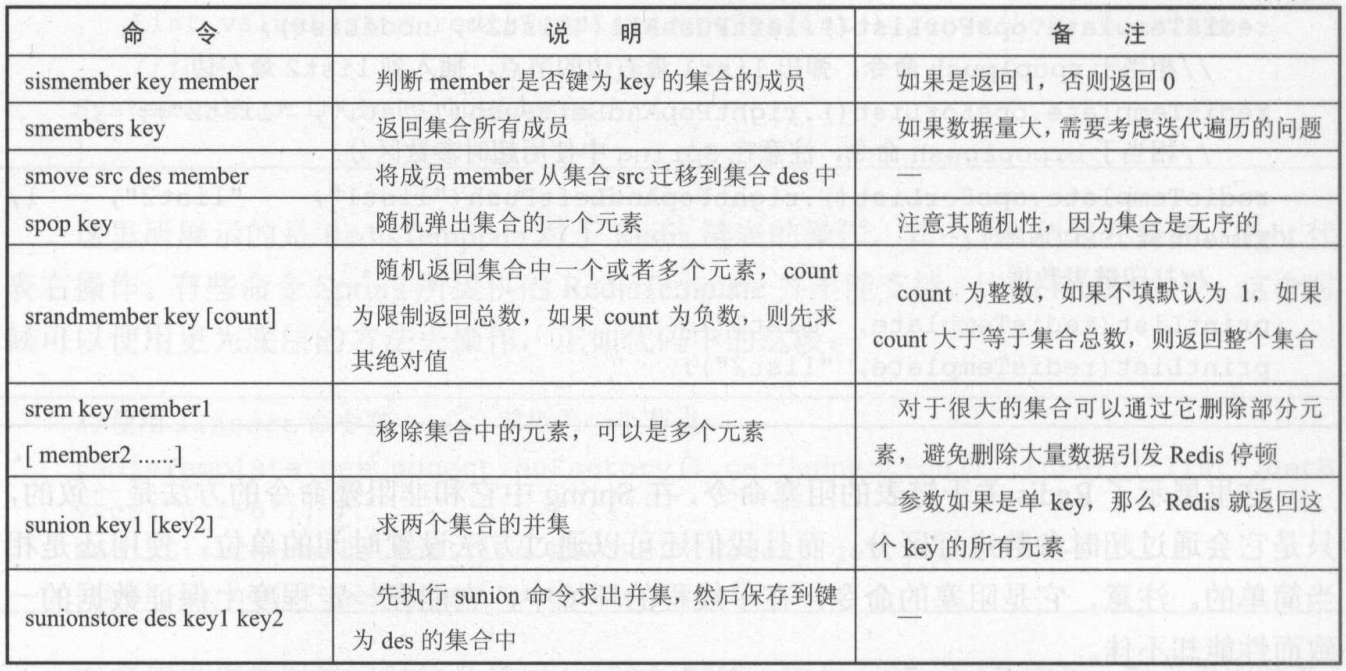 命 令 说 明 备 注
sismember key member 判断 member 是否键为 key 的集合的成员 如果是返回 1，否则返回 0
smembers key 返回集合所有成员 如果数据量大，需要考虑迭代遍历的问题
smove src des member 将成员 member 从集合 src 迁移到集合 des 中 —
spop key 随机弹出集合的一个元素 注意其随机性，因为集合是无序的
srandmember key [count]
随机返回集合中一个或者多个元素，count
为限制返回总数，如果 count 为负数，则先求
其绝对值
count 为整数，如果不填默认为 1，如果
count 大于等于集合总数，则返回整个集合
srem key member1
[ member2 ......]
移除集合中的元素，可以是多个元素
对于很大的集合可以通过它删除部分元
素，避免删除大量数据引发 Redis 停顿
sunion key1 [key2]
求两个集合的并集
参数如果是单 key，那么 Redis 就返回这
个 key 的所有元素
sunionstore des key1 key2
先执行 sunion 命令求出并集，然后保存到键
为 des 的集合中
—